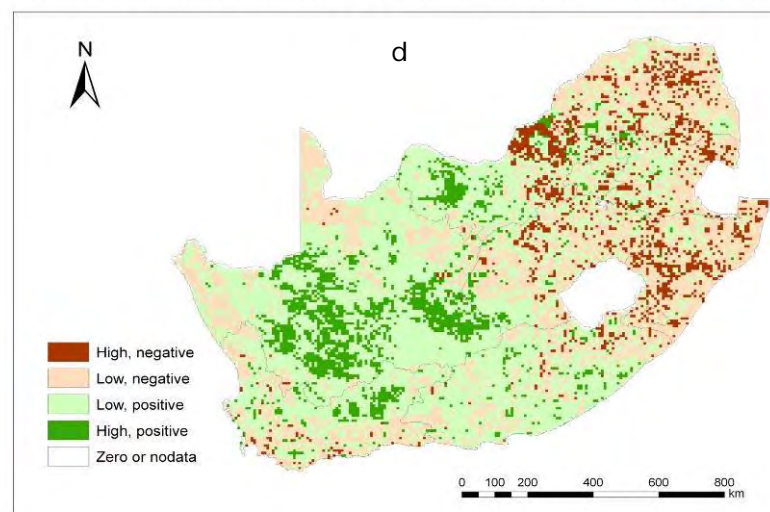 d
N
High, negative
Low, negative
Low, positive
High, positive
Zero or nodata
0 100 200 400 600 800
km